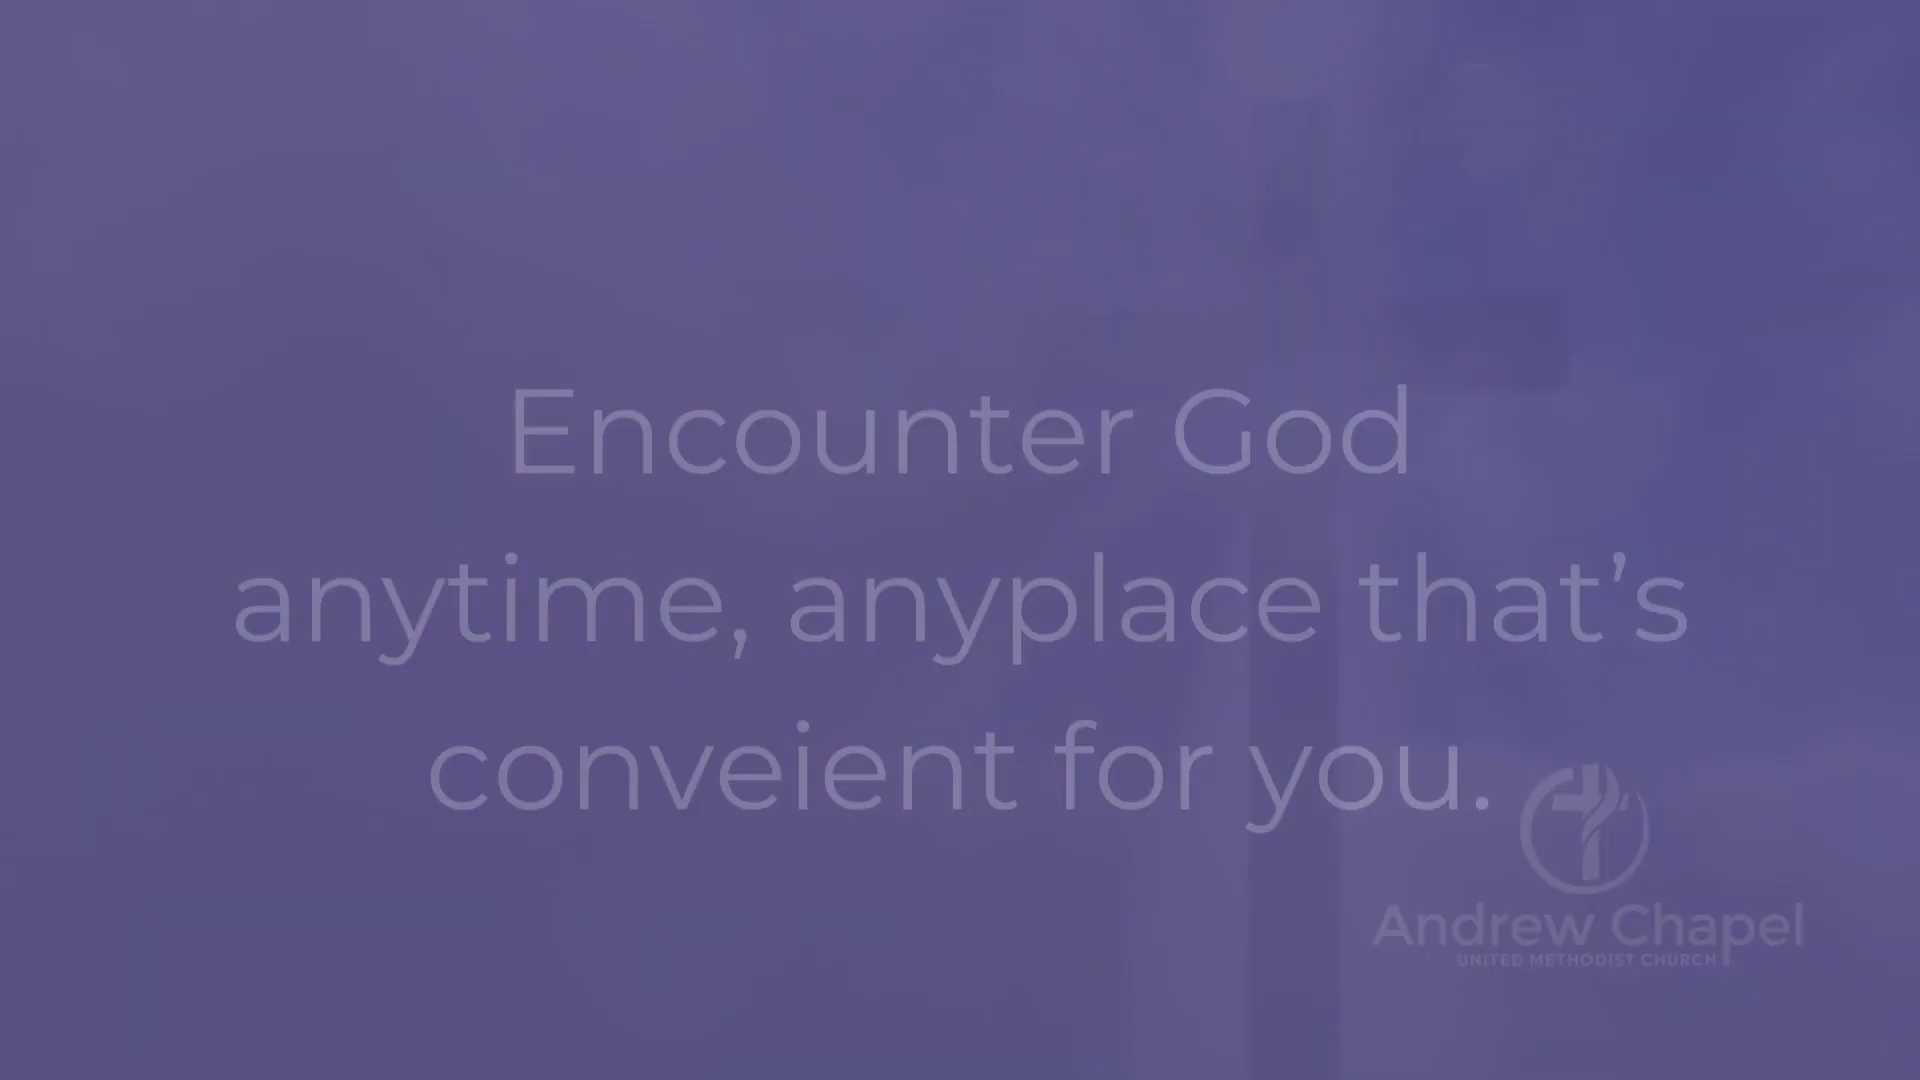 Encounter God
anytime, anyplace that’s
conveient for you.
Andrew Chapel
UNITED METHODIST CHURCH